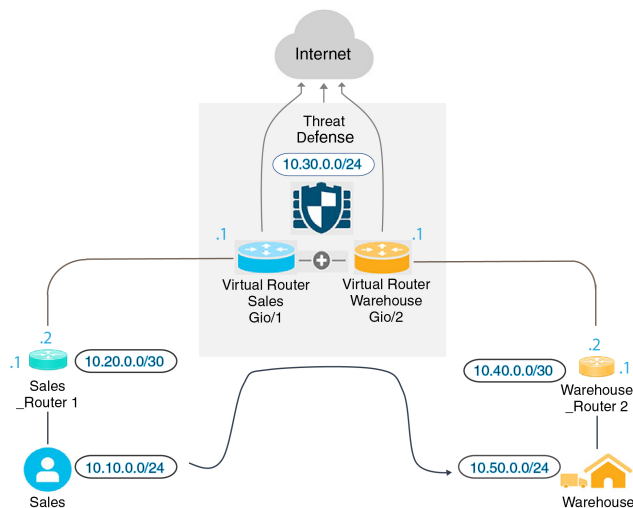 Internet
Threat
Defense
10.30.0.0/24
.1
.1
Virtual Router
Sales
Gio/1
Virtual Router
Warehouse
Gio/2
.2
.1
10.20.0.0/30
Sales
_Router 1
.2
.1
10.40.0.0/30
Warehouse
_Router 2
10.10.0.0/24
Sales
10.50.0.0/24
Warehouse